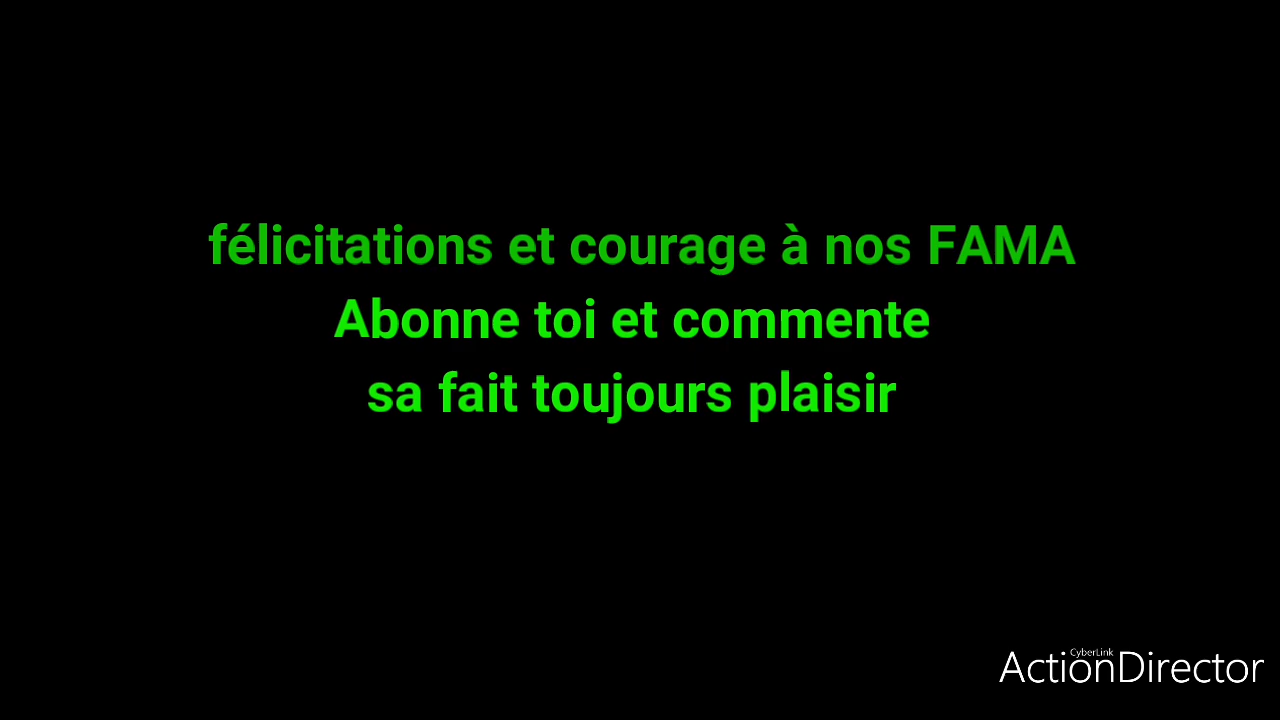 félicitations et courage à nos FAMA
Abonne toi et commente
sa fait toujours plaisir
CyberLink
ActionDirector